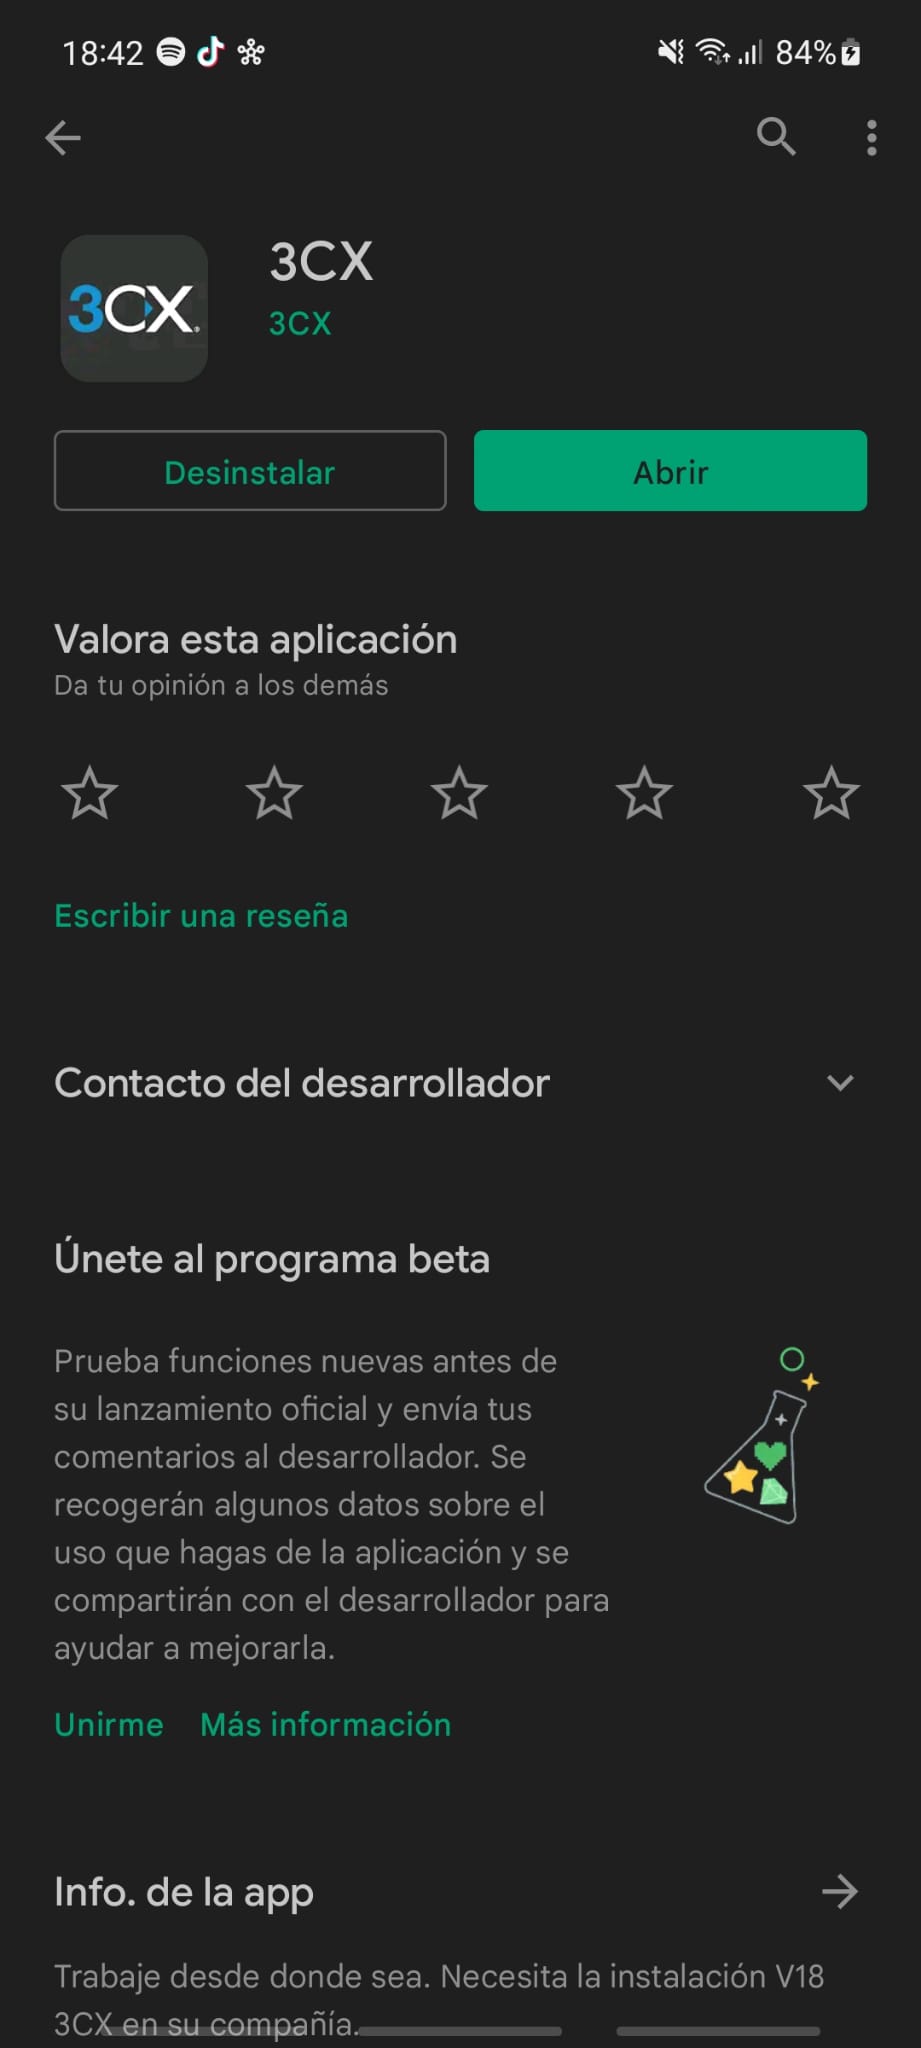 18:42
84%
3CX
3CX
3CX
Desinstalar
Abrir
Valora esta aplicación
Da tu opinión a los demás
Escribir una reseña
Contacto del desarrollador
Únete al programa beta
Prueba funciones nuevas antes de
su lanzamiento oficial y envía tus
comentarios al desarrollador. Se
recogerán algunos datos sobre el
uso que hagas de la aplicación y se
compartirán con el desarrollador para
ayudar a mejorarla.
Unirme Más información
Info. de la app
Trabaje desde donde sea. Necesita la instalación V18
3CX en su compañía.